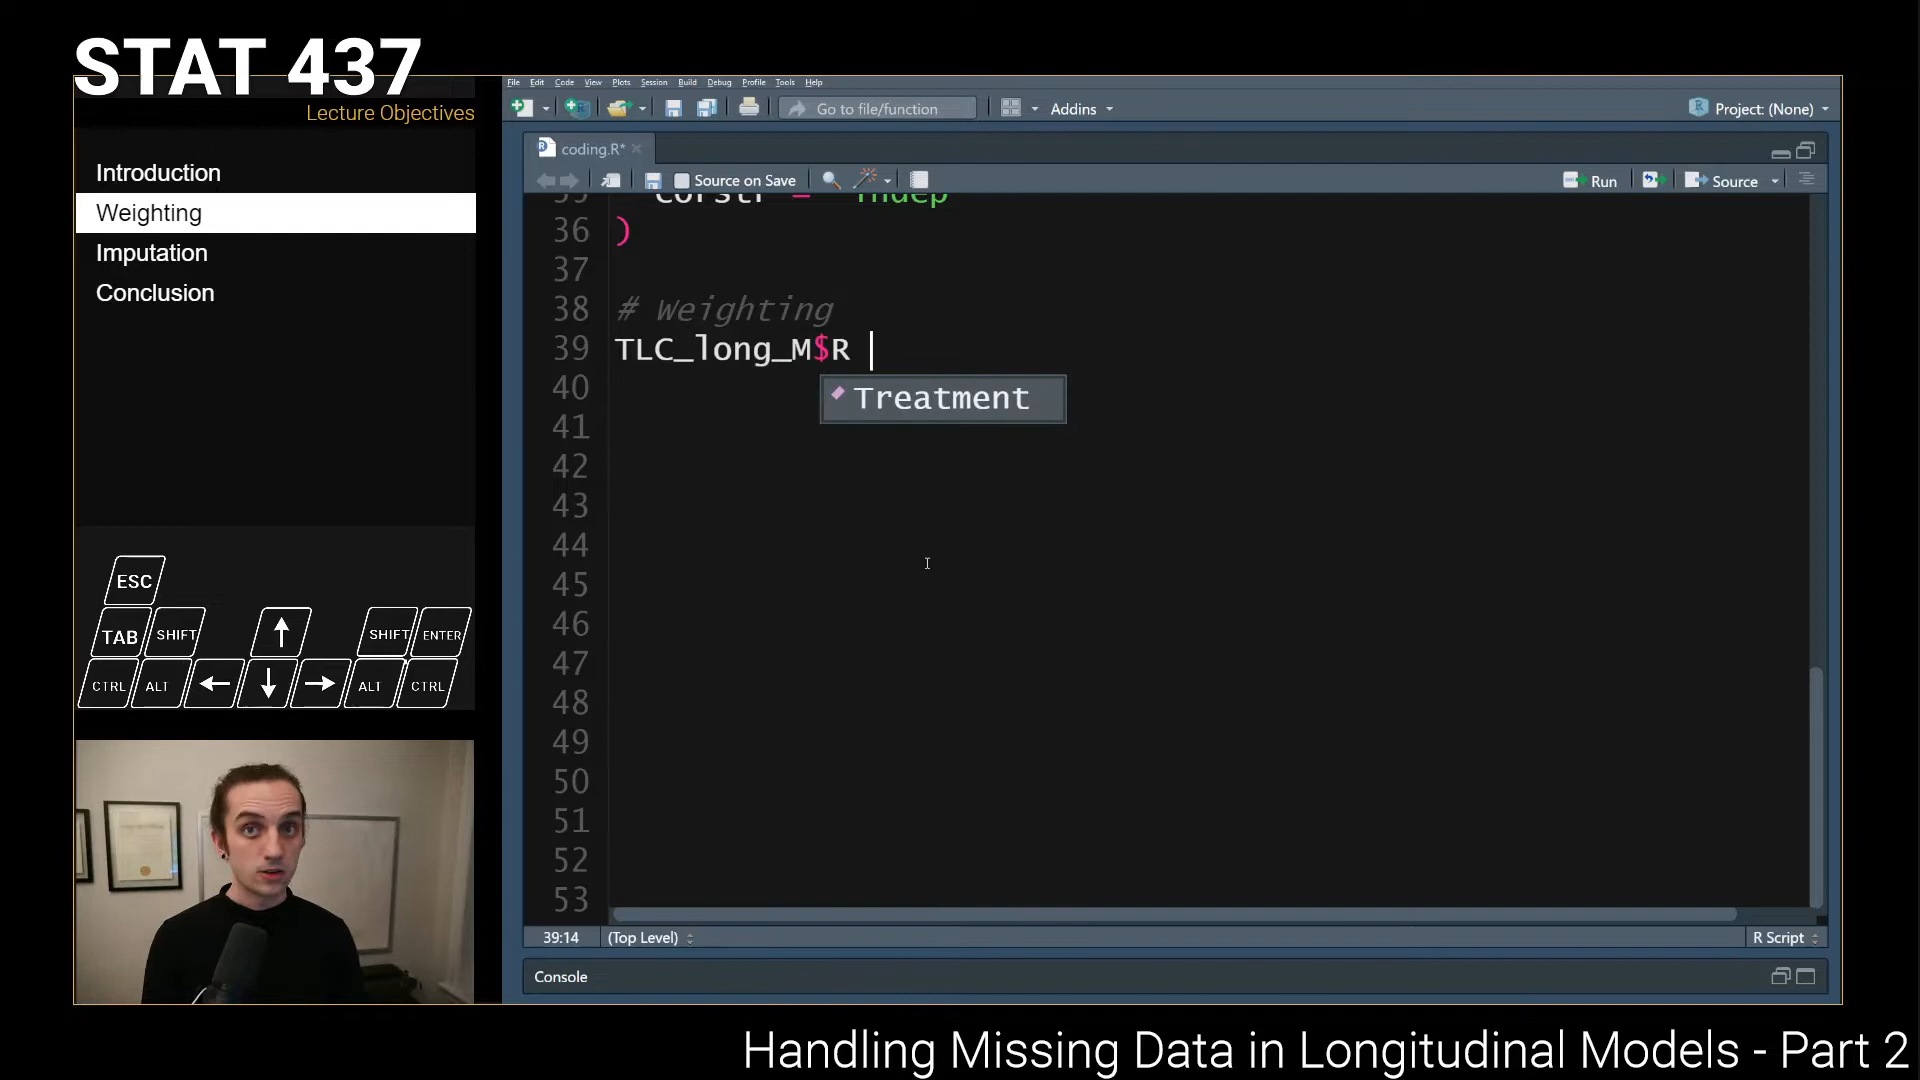 STAT 437
Lecture Objectives
Introduction
Weighting
Imputation
Conclusion
ESC
TAB SHIFT ↑ SHIFT ENTER
CTRL ALT ← ↓ → ALT CTRL
File Edit Code View Plots Session Build Debug Profile Tools Help
Go to file/function Addins Project: (None)
coding.R*
Source on Save Run Source
36 )
37
38 # Weighting
39 TLC_long_M$R
Treatment
40
41
42
43
44
45
46
47
48
49
50
51
52
53
39:14 (Top Level) R Script
Console
Handling Missing Data in Longitudinal Models - Part 2